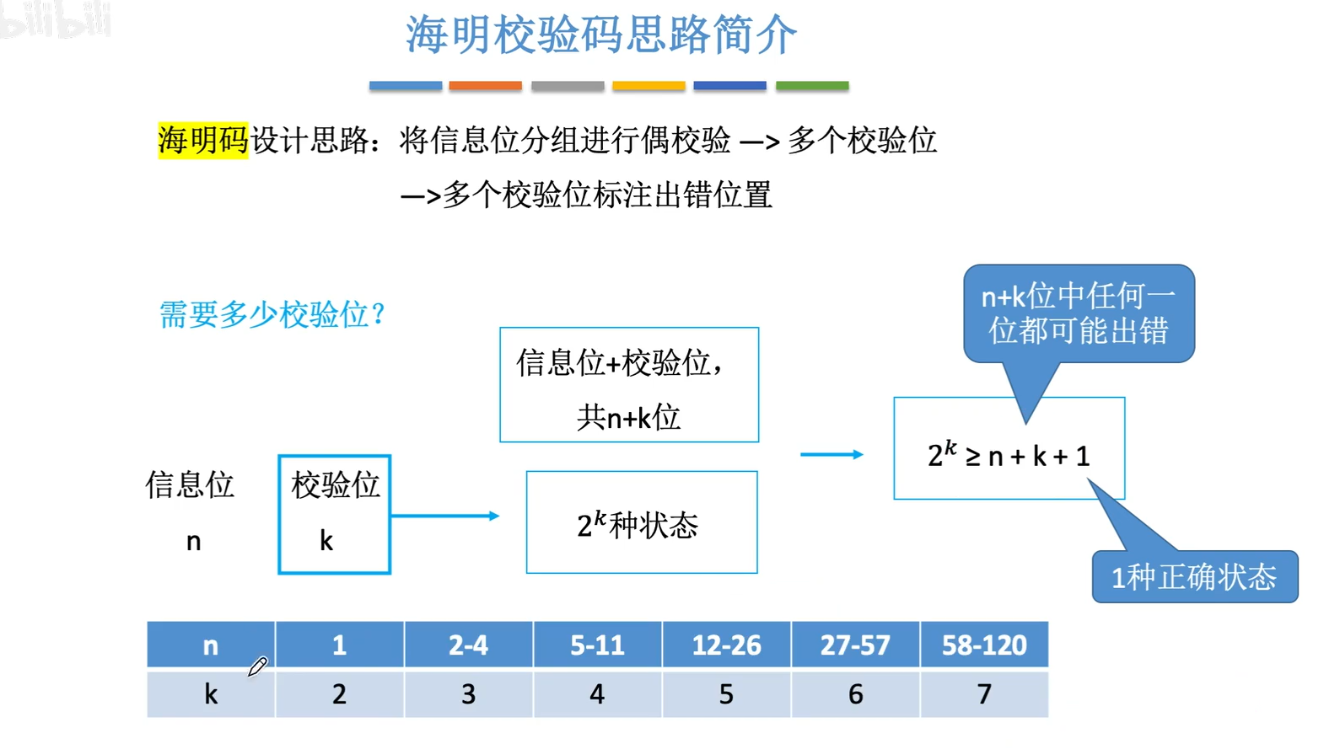 bilibili
海明校验码思路简介
海明码设计思路：将信息位分组进行偶校验 —> 多个校验位
—>多个校验位标注出错位置
需要多少校验位？
n+k位中任何一
位都可能出错
信息位+校验位，
共n+k位
2^k ≥ n + k + 1
信息位 校验位
n k
2^k种状态
1种正确状态
n 1 2-4 5-11 12-26 27-57 58-120
k 2 3 4 5 6 7